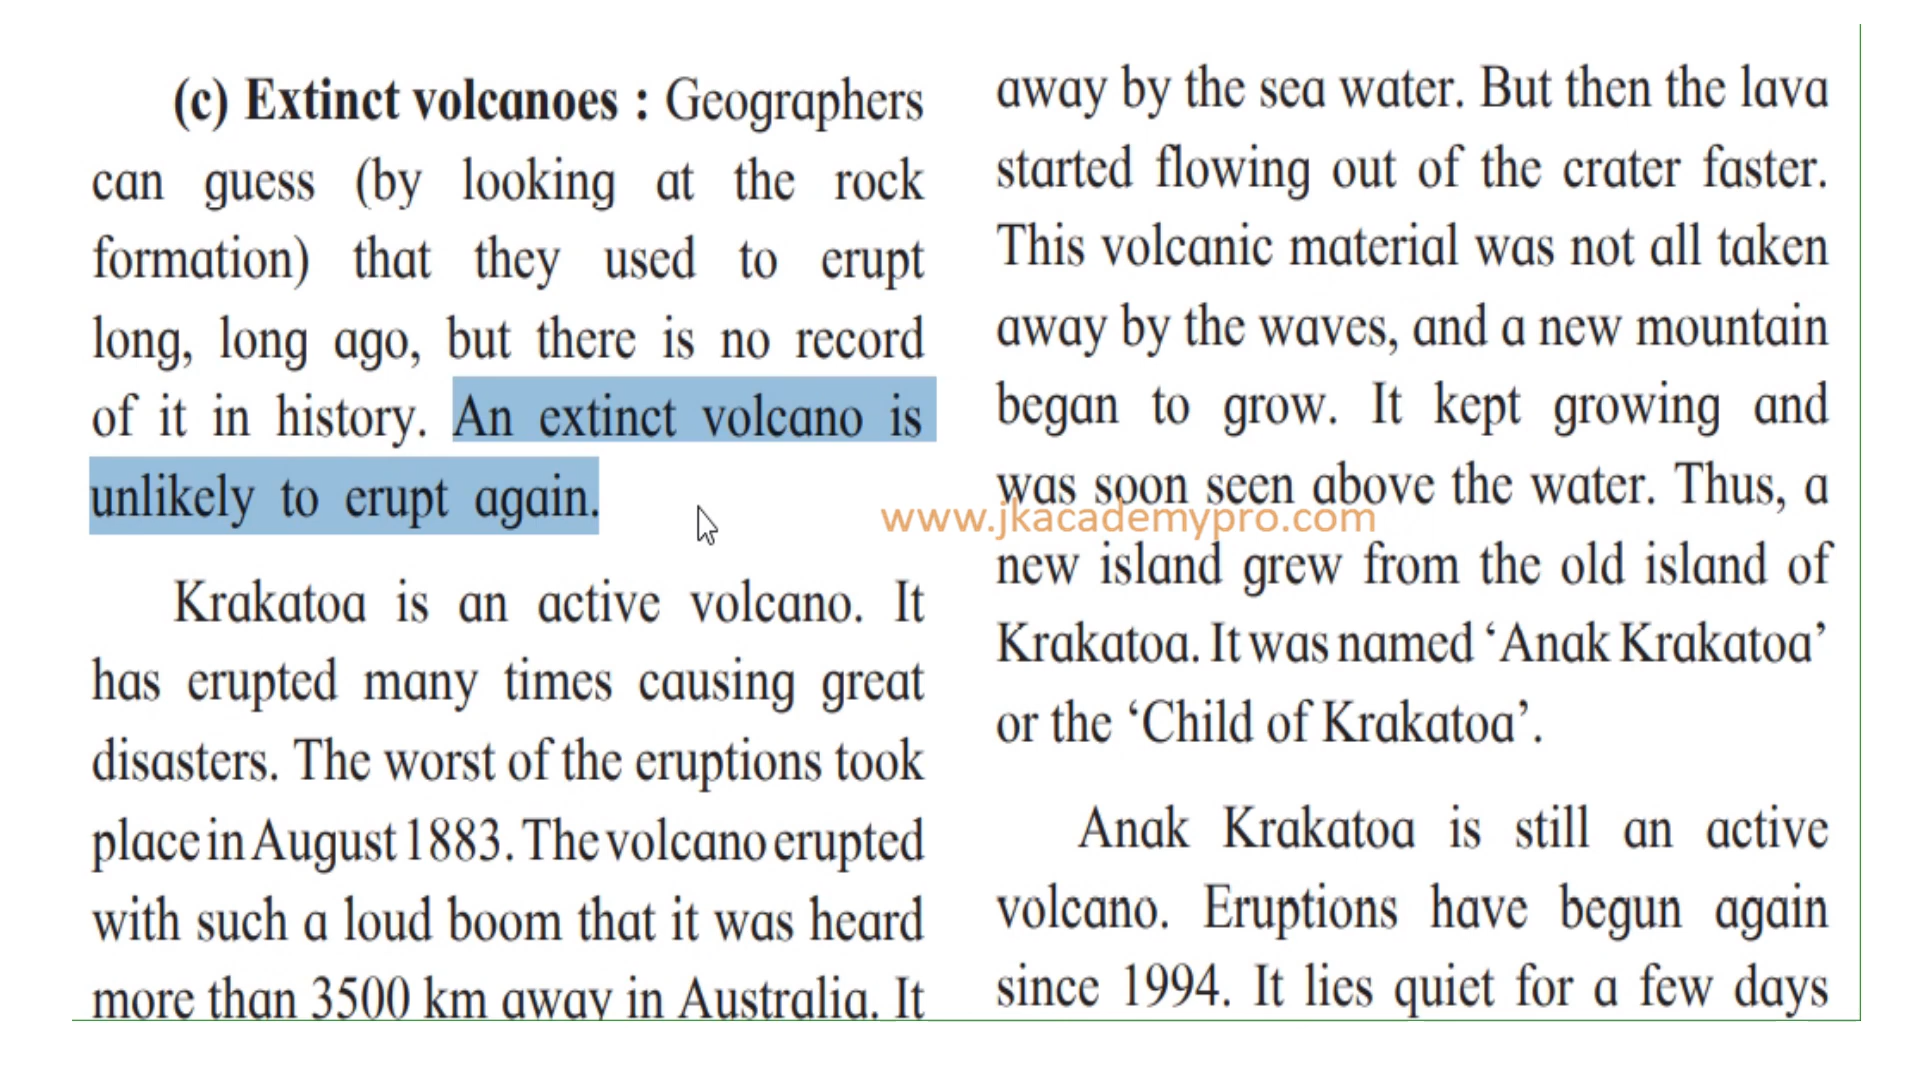 (c) Extinct volcanoes : Geographers
can guess (by looking at the rock
formation) that they used to erupt
long, long ago, but there is no record
of it in history. An extinct volcano is
unlikely to erupt again.
Krakatoa is an active volcano. It
has erupted many times causing great
disasters. The worst of the eruptions took
place in August 1883. The volcano erupted
with such a loud boom that it was heard
more than 3500 km away in Australia. It
away by the sea water. But then the lava
started flowing out of the crater faster.
This volcanic material was not all taken
away by the waves, and a new mountain
began to grow. It kept growing and
was soon seen above the water. Thus, a
new island grew from the old island of
Krakatoa. It was named ‘Anak Krakatoa’
or the ‘Child of Krakatoa’.
Anak Krakatoa is still an active
volcano. Eruptions have begun again
since 1994. It lies quiet for a few days
www.jkacademypro.com